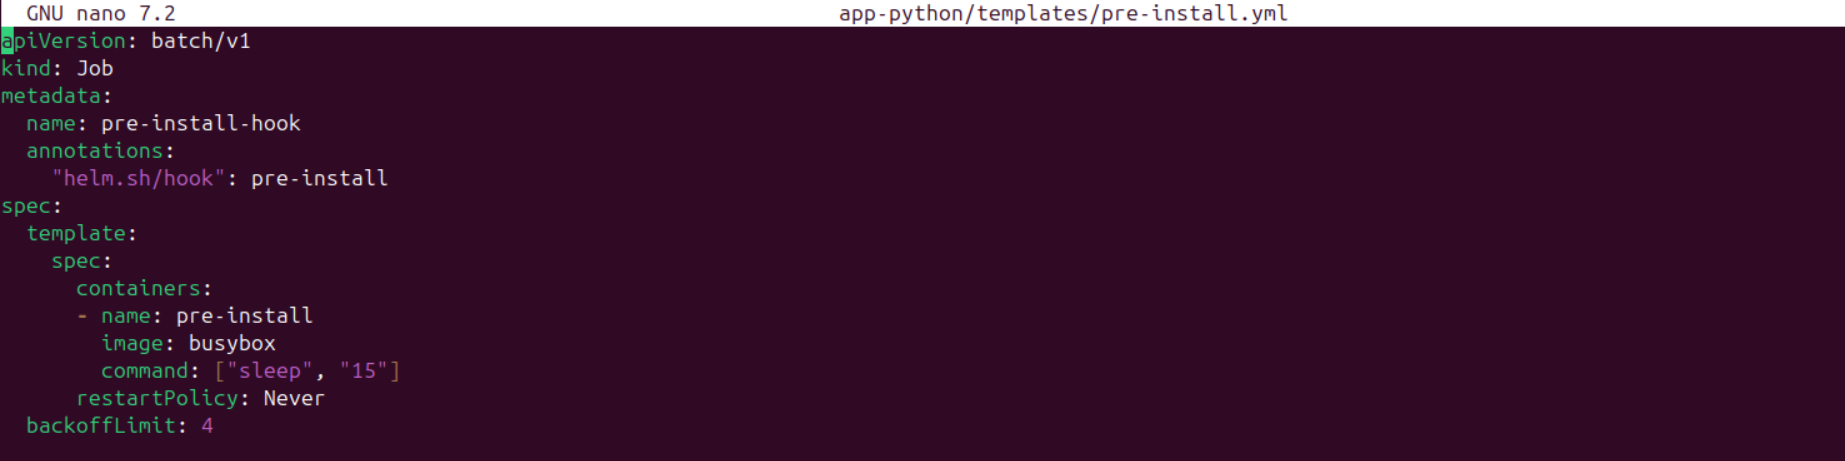 GNU nano 7.2 app-python/templates/pre-install.yml
apiVersion: batch/v1
kind: Job
metadata:
  name: pre-install-hook
  annotations:
    "helm.sh/hook": pre-install
spec:
  template:
    spec:
      containers:
      - name: pre-install
        image: busybox
        command: ["sleep", "15"]
      restartPolicy: Never
  backoffLimit: 4